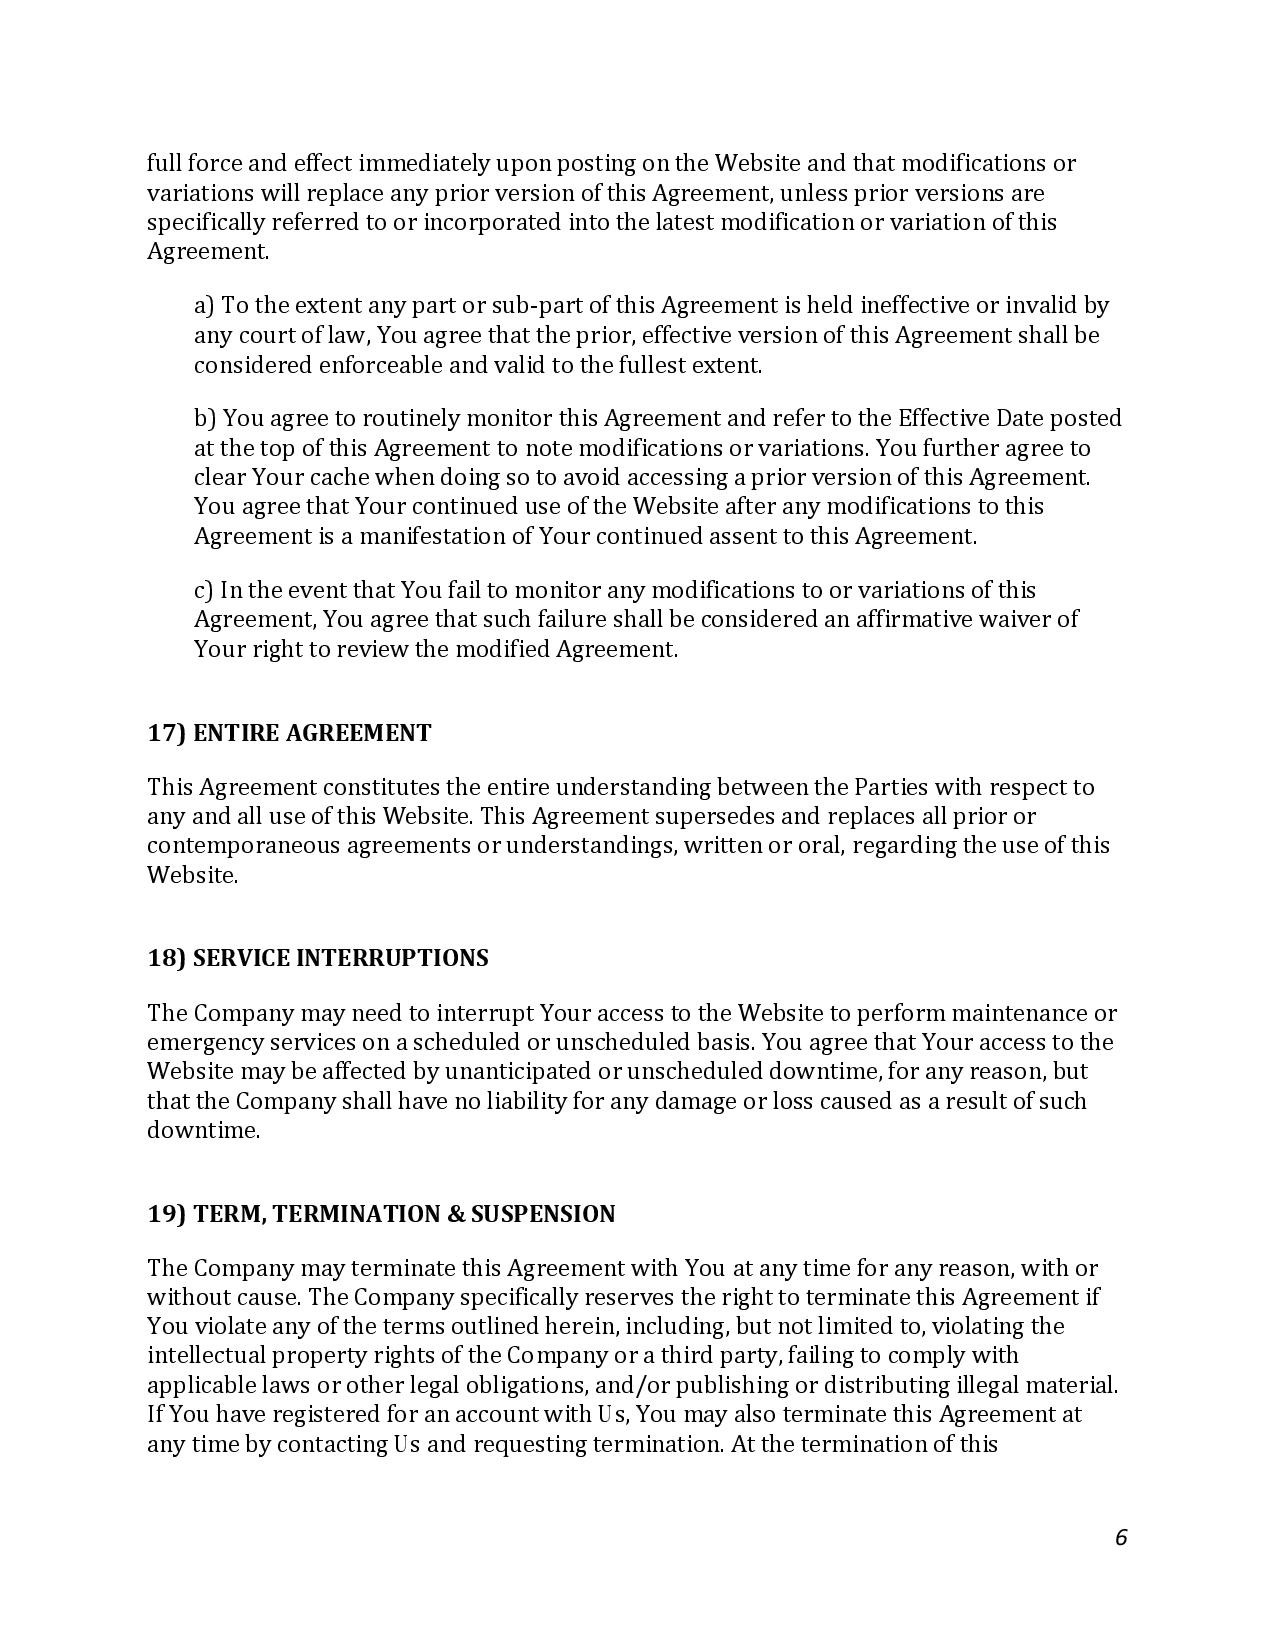 full force and effect immediately upon posting on the Website and that modifications or
variations will replace any prior version of this Agreement, unless prior versions are
specifically referred to or incorporated into the latest modification or variation of this
Agreement.
a) To the extent any part or sub-part of this Agreement is held ineffective or invalid by
any court of law, You agree that the prior, effective version of this Agreement shall be
considered enforceable and valid to the fullest extent.
b) You agree to routinely monitor this Agreement and refer to the Effective Date posted
at the top of this Agreement to note modifications or variations. You further agree to
clear Your cache when doing so to avoid accessing a prior version of this Agreement.
You agree that Your continued use of the Website after any modifications to this
Agreement is a manifestation of Your continued assent to this Agreement.
c) In the event that You fail to monitor any modifications to or variations of this
Agreement, You agree that such failure shall be considered an affirmative waiver of
Your right to review the modified Agreement.
17) ENTIRE AGREEMENT
This Agreement constitutes the entire understanding between the Parties with respect to
any and all use of this Website. This Agreement supersedes and replaces all prior or
contemporaneous agreements or understandings, written or oral, regarding the use of this
Website.
18) SERVICE INTERRUPTIONS
The Company may need to interrupt Your access to the Website to perform maintenance or
emergency services on a scheduled or unscheduled basis. You agree that Your access to the
Website may be affected by unanticipated or unscheduled downtime, for any reason, but
that the Company shall have no liability for any damage or loss caused as a result of such
downtime.
19) TERM, TERMINATION & SUSPENSION
The Company may terminate this Agreement with You at any time for any reason, with or
without cause. The Company specifically reserves the right to terminate this Agreement if
You violate any of the terms outlined herein, including, but not limited to, violating the
intellectual property rights of the Company or a third party, failing to comply with
applicable laws or other legal obligations, and/or publishing or distributing illegal material.
If You have registered for an account with Us, You may also terminate this Agreement at
any time by contacting Us and requesting termination. At the termination of this
6